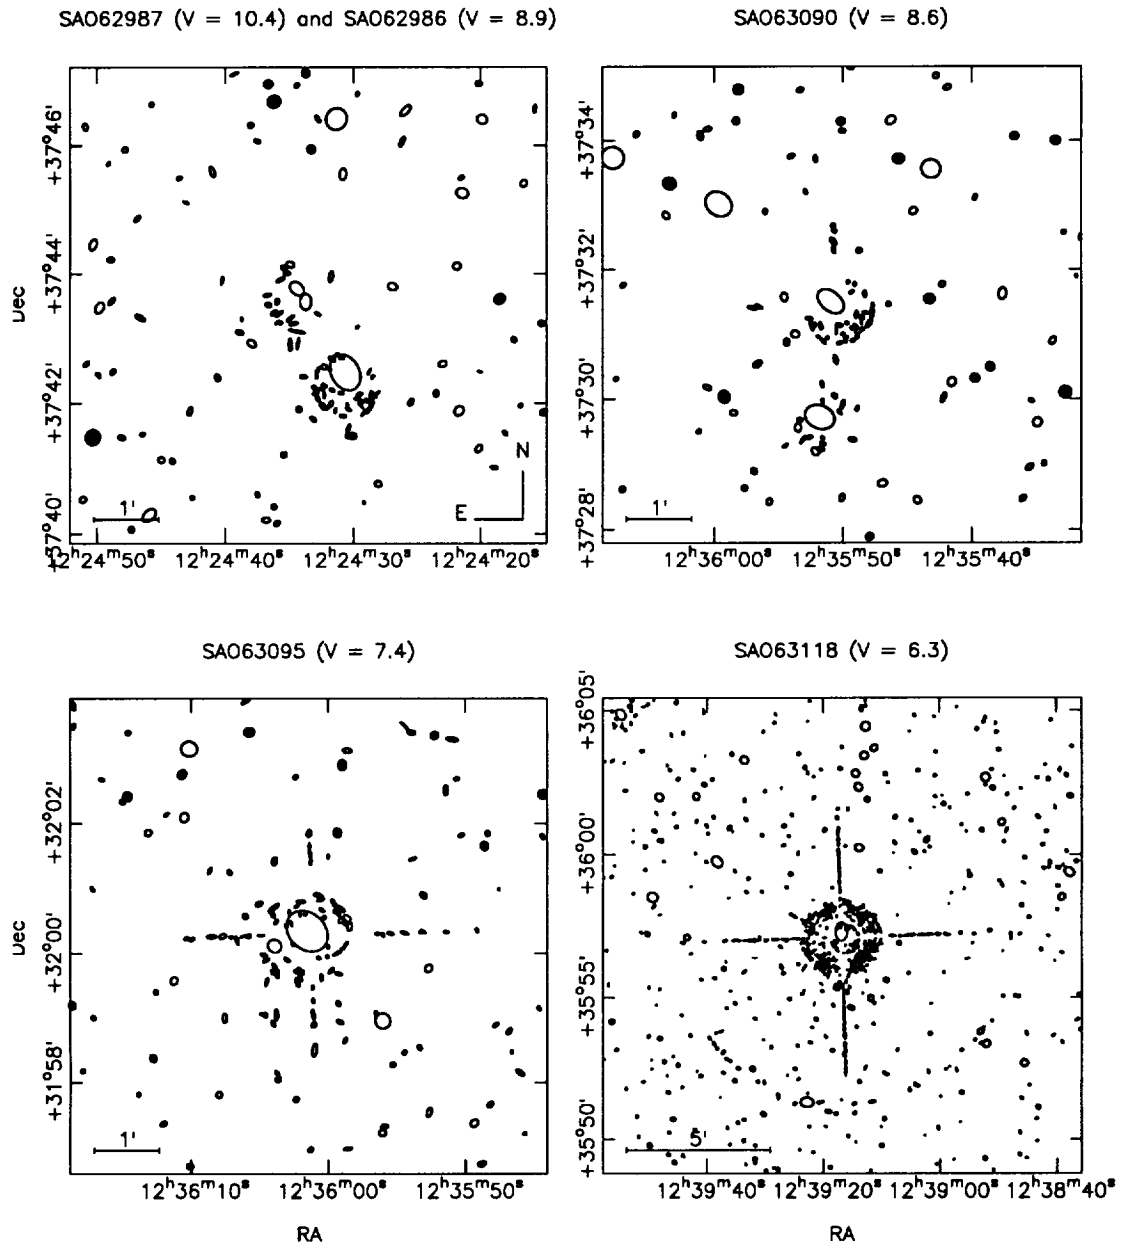 SAO62987 (V = 10.4) and SAO62986 (V = 8.9)
SAO63090 (V = 8.6)
Dec
+37°46'
+37°44'
+37°42'
+37°40'
1'
N
E
12ʰ24ᵐ50ˢ
12ʰ24ᵐ40ˢ
12ʰ24ᵐ30ˢ
12ʰ24ᵐ20ˢ
+37°34'
+37°32'
+37°30'
+37°28'
1'
12ʰ36ᵐ00ˢ
12ʰ35ᵐ50ˢ
12ʰ35ᵐ40ˢ
SAO63095 (V = 7.4)
SAO63118 (V = 6.3)
Dec
+32°02'
+32°00'
+31°58'
1'
12ʰ36ᵐ10ˢ
12ʰ36ᵐ00ˢ
12ʰ35ᵐ50ˢ
RA
+36°05'
+36°00'
+35°55'
+35°50'
5'
12ʰ39ᵐ40ˢ
12ʰ39ᵐ20ˢ
12ʰ39ᵐ00ˢ
12ʰ38ᵐ40ˢ
RA